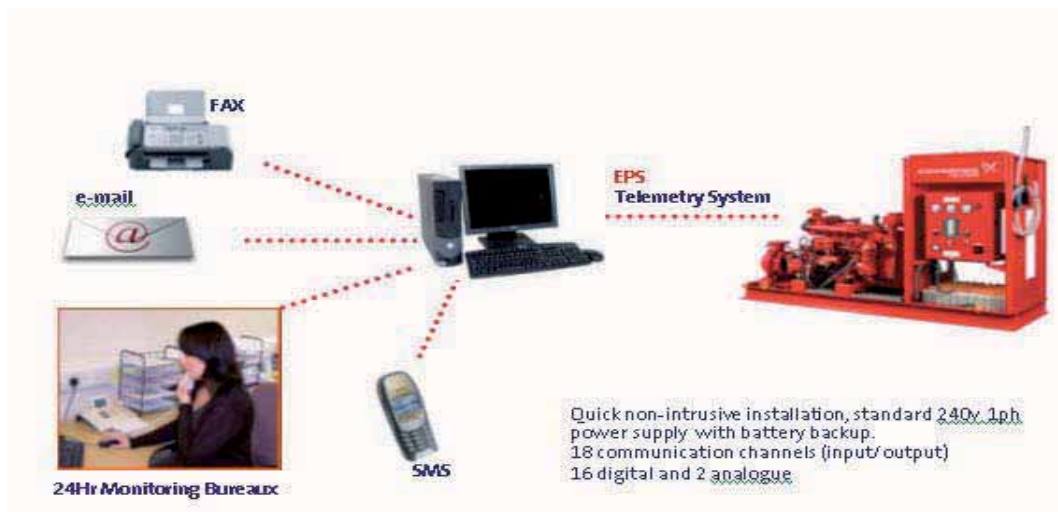 FAX
e-mail
EPS
Telemetry System
24Hr Monitoring Bureaux
SMS
Quick non-intrusive installation, standard 240v 1ph
power supply with battery backup.
18 communication channels (input/output)
16 digital and 2 analogue